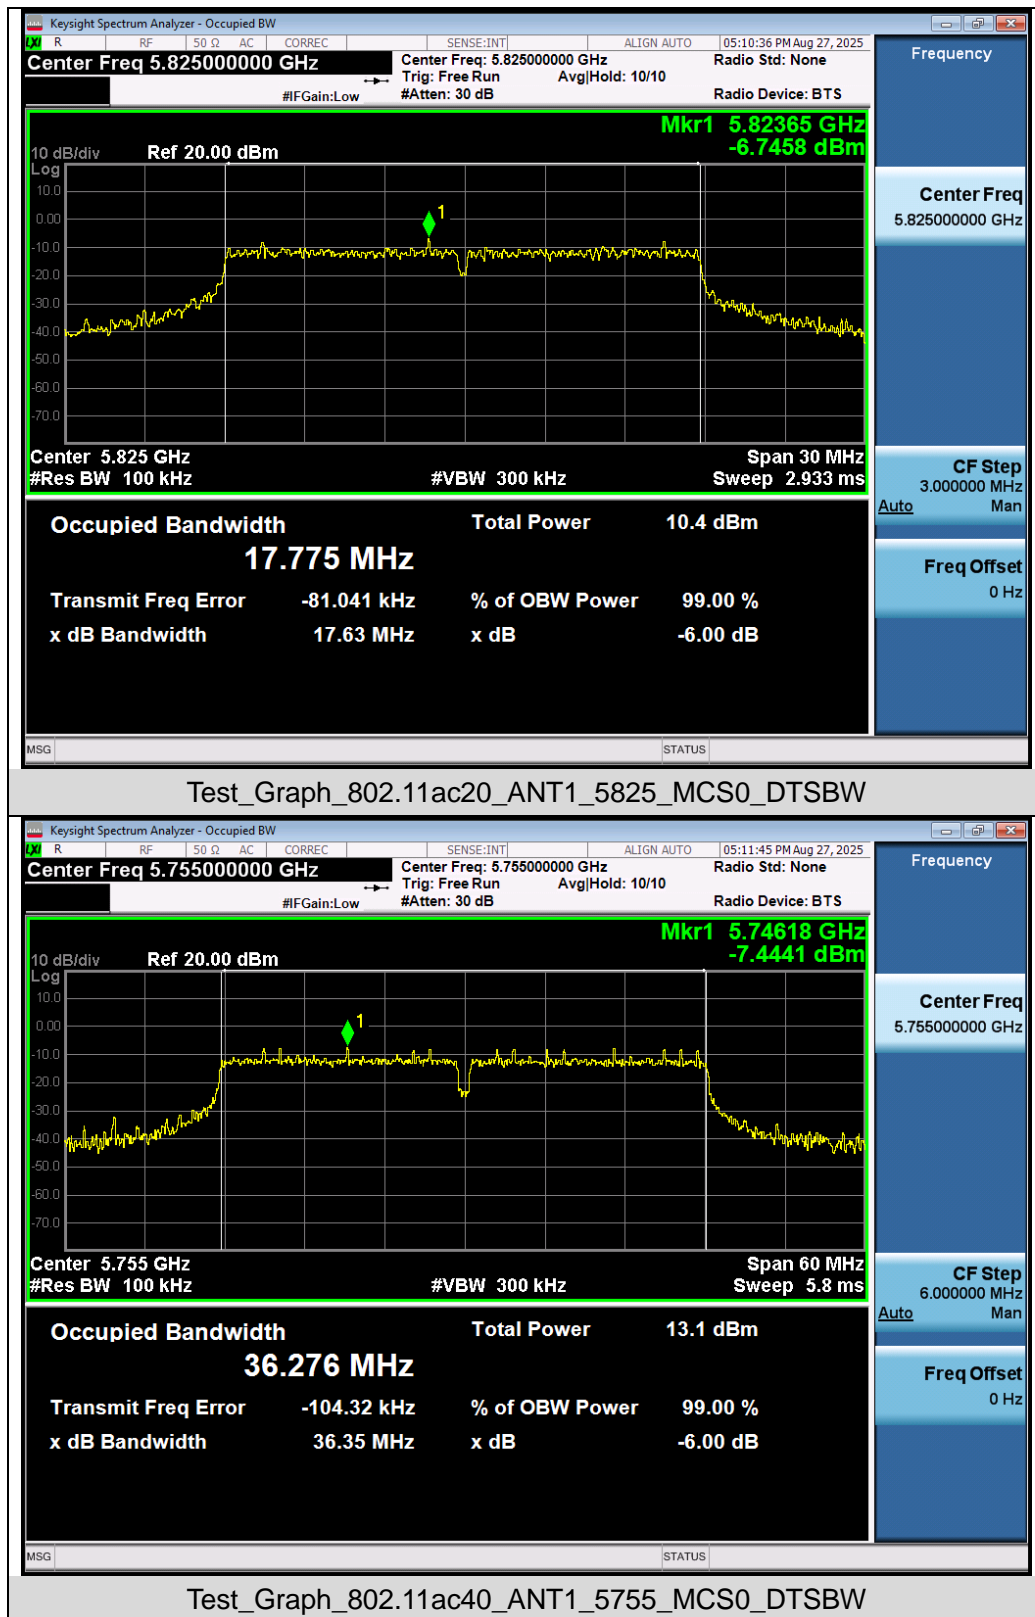 Keysight Spectrum Analyzer - Occupied BW
LXI R RF 50 Ω AC CORREC SENSE:INT ALIGN AUTO 05:10:36 PM Aug 27, 2025
Center Freq 5.825000000 GHz Center Freq: 5.825000000 GHz Radio Std: None
Trig: Free Run Avg|Hold: 10/10
#IFGain:Low #Atten: 30 dB Radio Device: BTS
Frequency
Mkr1 5.82365 GHz
-6.7458 dBm
10 dB/div Ref 20.00 dBm
Log
10.0
0.00
-10.0
-20.0
-30.0
-40.0
-50.0
-60.0
-70.0
1
Center 5.825 GHz Span 30 MHz
#Res BW 100 kHz #VBW 300 kHz Sweep 2.933 ms
Center Freq
5.825000000 GHz
CF Step
3.000000 MHz
Auto Man
Freq Offset
0 Hz
Occupied Bandwidth Total Power 10.4 dBm
17.775 MHz
Transmit Freq Error -81.041 kHz % of OBW Power 99.00 %
x dB Bandwidth 17.63 MHz x dB -6.00 dB
MSG STATUS
Test_Graph_802.11ac20_ANT1_5825_MCS0_DTSBW
Keysight Spectrum Analyzer - Occupied BW
LXI R RF 50 Ω AC CORREC SENSE:INT ALIGN AUTO 05:11:45 PM Aug 27, 2025
Center Freq 5.755000000 GHz Center Freq: 5.755000000 GHz Radio Std: None
Trig: Free Run Avg|Hold: 10/10
#IFGain:Low #Atten: 30 dB Radio Device: BTS
Frequency
Mkr1 5.74618 GHz
-7.4441 dBm
10 dB/div Ref 20.00 dBm
Log
10.0
0.00
-10.0
-20.0
-30.0
-40.0
-50.0
-60.0
-70.0
1
Center 5.755 GHz Span 60 MHz
#Res BW 100 kHz #VBW 300 kHz Sweep 5.8 ms
Center Freq
5.755000000 GHz
CF Step
6.000000 MHz
Auto Man
Freq Offset
0 Hz
Occupied Bandwidth Total Power 13.1 dBm
36.276 MHz
Transmit Freq Error -104.32 kHz % of OBW Power 99.00 %
x dB Bandwidth 36.35 MHz x dB -6.00 dB
MSG STATUS
Test_Graph_802.11ac40_ANT1_5755_MCS0_DTSBW